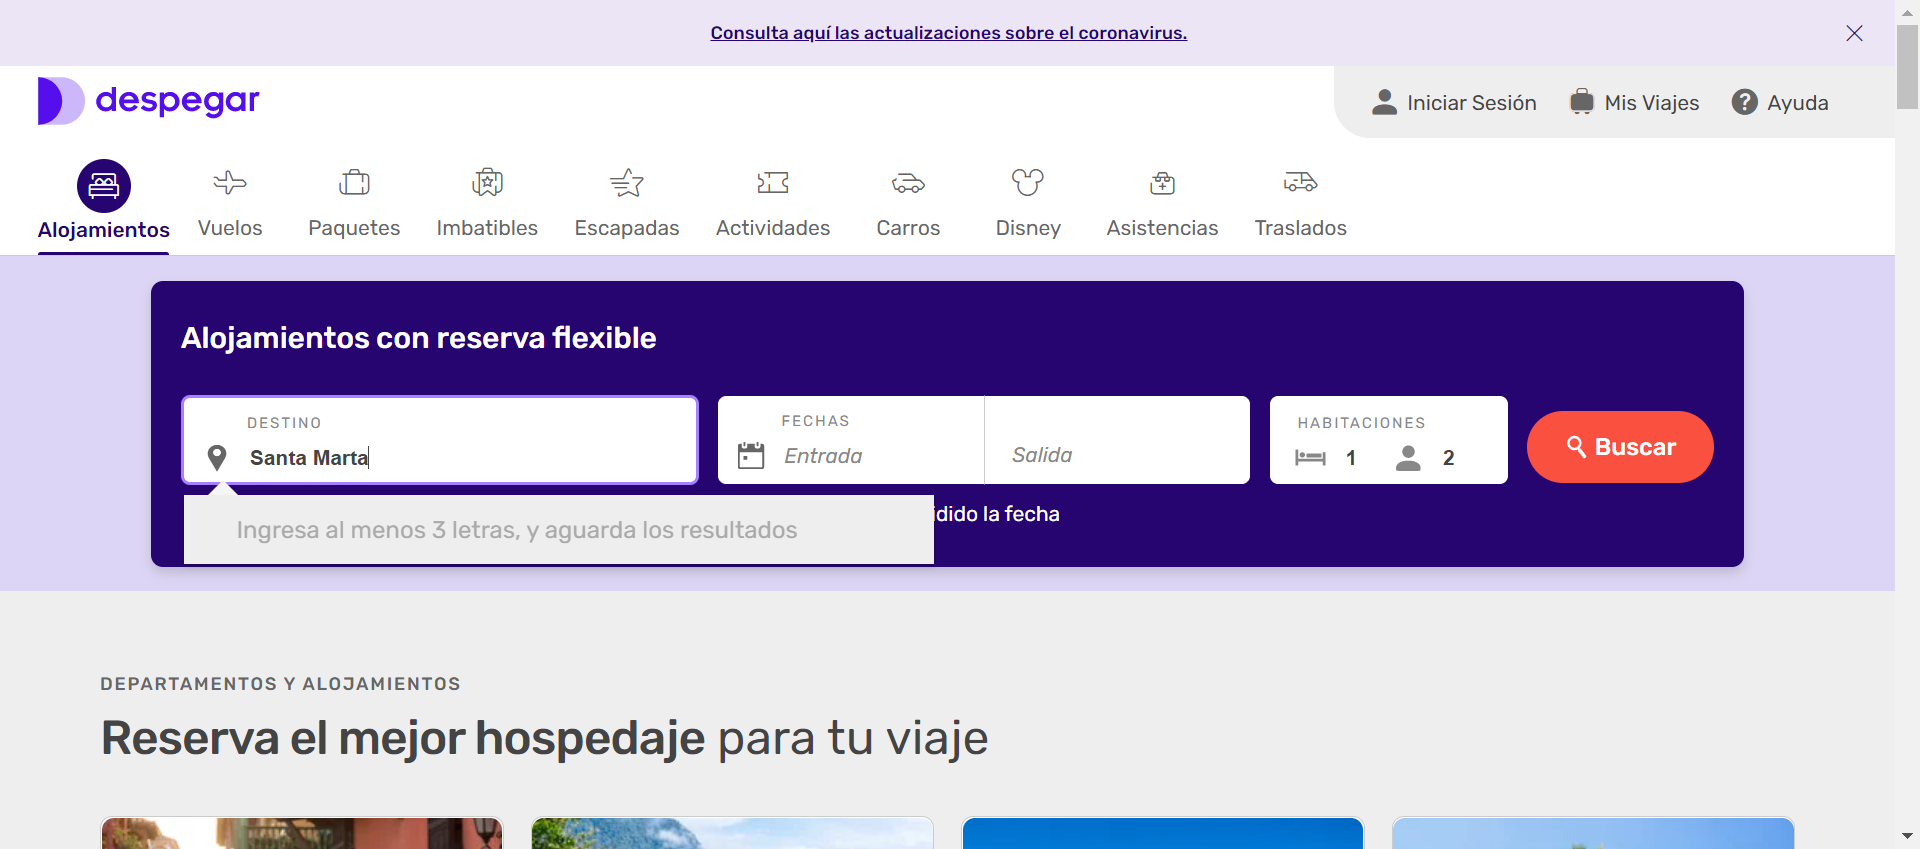 Consulta aquí las actualizaciones sobre el coronavirus.
despegar
Iniciar Sesión
Mis Viajes
Ayuda
Alojamientos
Vuelos
Paquetes
Imbatibles
Escapadas
Actividades
Carros
Disney
Asistencias
Traslados
Alojamientos con reserva flexible
DESTINO
Santa Marta
FECHAS
Entrada
Salida
HABITACIONES
1
2
Buscar
Ingresa al menos 3 letras, y aguarda los resultados
idido la fecha
DEPARTAMENTOS Y ALOJAMIENTOS
Reserva el mejor hospedaje para tu viaje